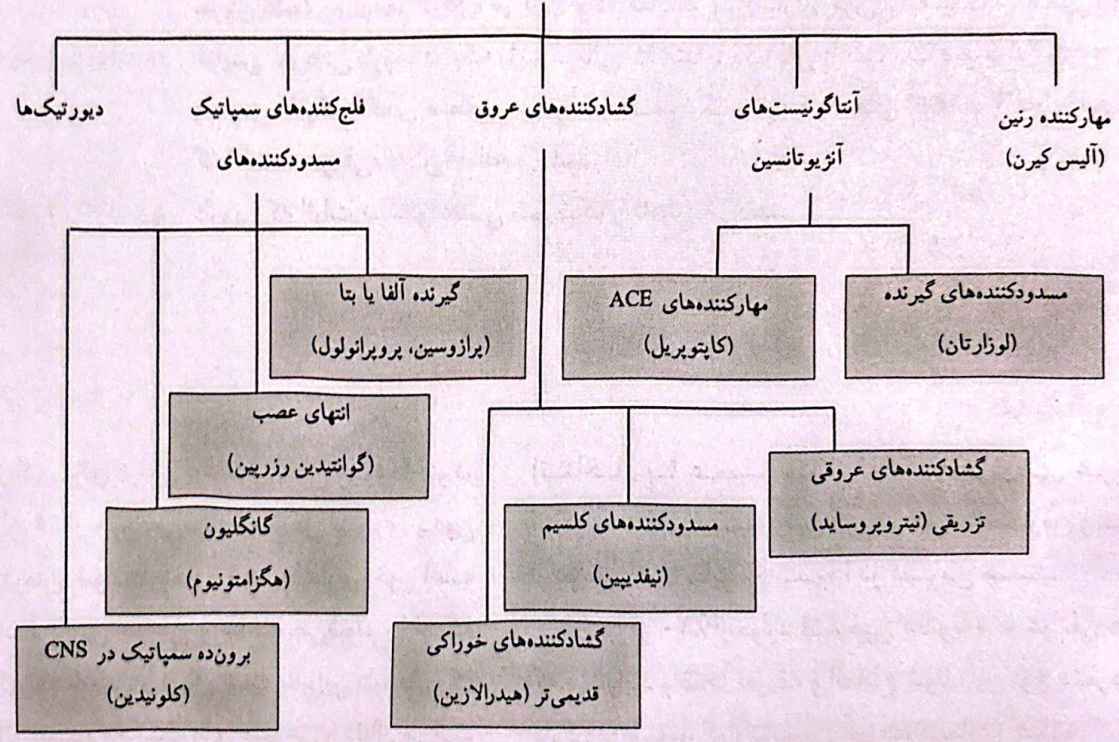 مهارکننده رنین
(آلیس کیرن)
آنتاگونیست‌های
آنژیوتانسین
گشادکننده‌های عروق
فلج‌کننده‌های سمپاتیک
مسدودکننده‌های
دیورتیک‌ها
مسدودکننده‌های گیرنده
(لوزارتان)
مهارکننده‌های ACE
(کاپتوپریل)
گیرنده آلفا یا بتا
(پرازوسین، پروپرانولول)
انتهای عصب
(گوانتیدین رزرپین)
گانگلیون
(هگزامتونیوم)
برون‌ده سمپاتیک در CNS
(کلونیدین)
گشادکننده‌های عروقی
تزریقی (نیتروپروساید)
مسدودکننده‌های کلسیم
(نیفدیپین)
گشادکننده‌های خوراکی
قدیمی‌تر (هیدرالازین)